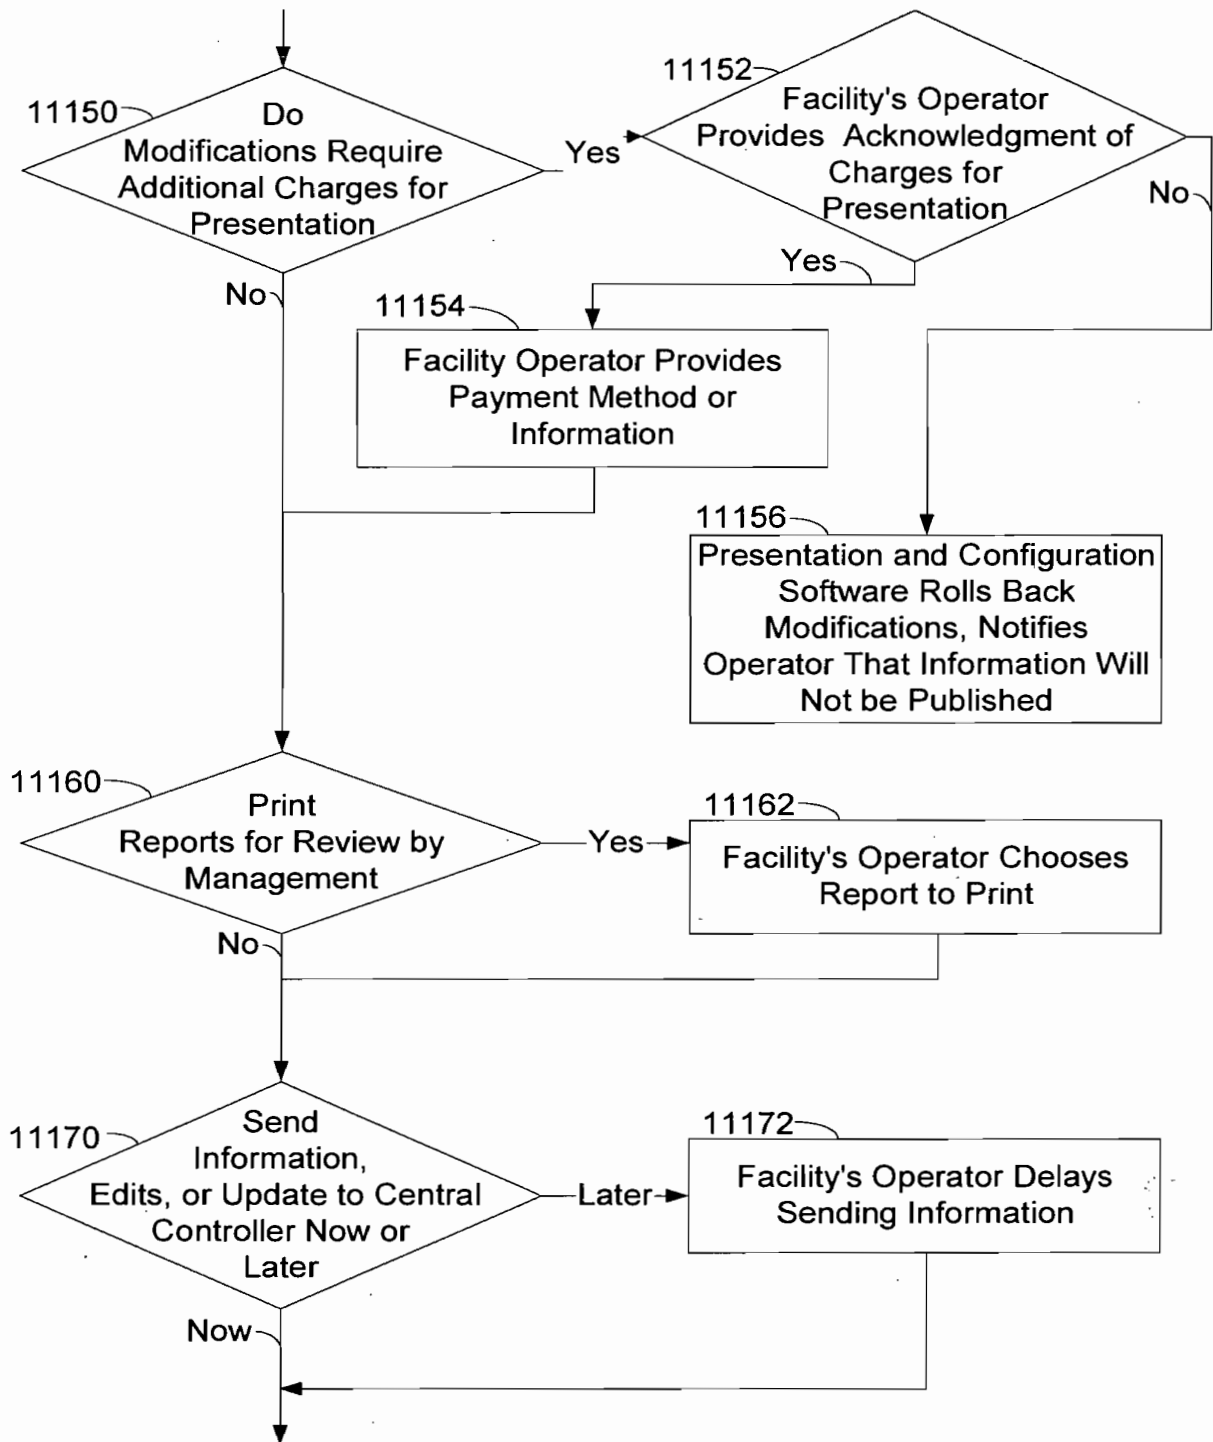 11150
Do
Modifications Require
Additional Charges for
Presentation
Yes
11152
Facility's Operator
Provides Acknowledgment of
Charges for
Presentation
No
Yes
No
11154
Facility Operator Provides
Payment Method or
Information
11156
Presentation and Configuration
Software Rolls Back
Modifications, Notifies
Operator That Information Will
Not be Published
11160
Print
Reports for Review by
Management
Yes
11162
Facility's Operator Chooses
Report to Print
No
11170
Send
Information,
Edits, or Update to Central
Controller Now or
Later
Later
11172
Facility's Operator Delays
Sending Information
Now